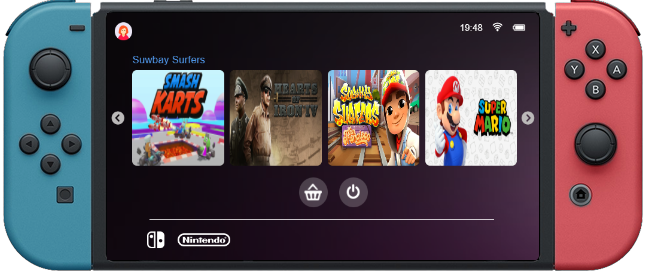 19:48
Suwbay Surfers
SMASH
KARTS
HEARTS
OF
IRON IV
SUBWAY
SURFERS
SUPER
MARIO
X
Y
A
B
Nintendo